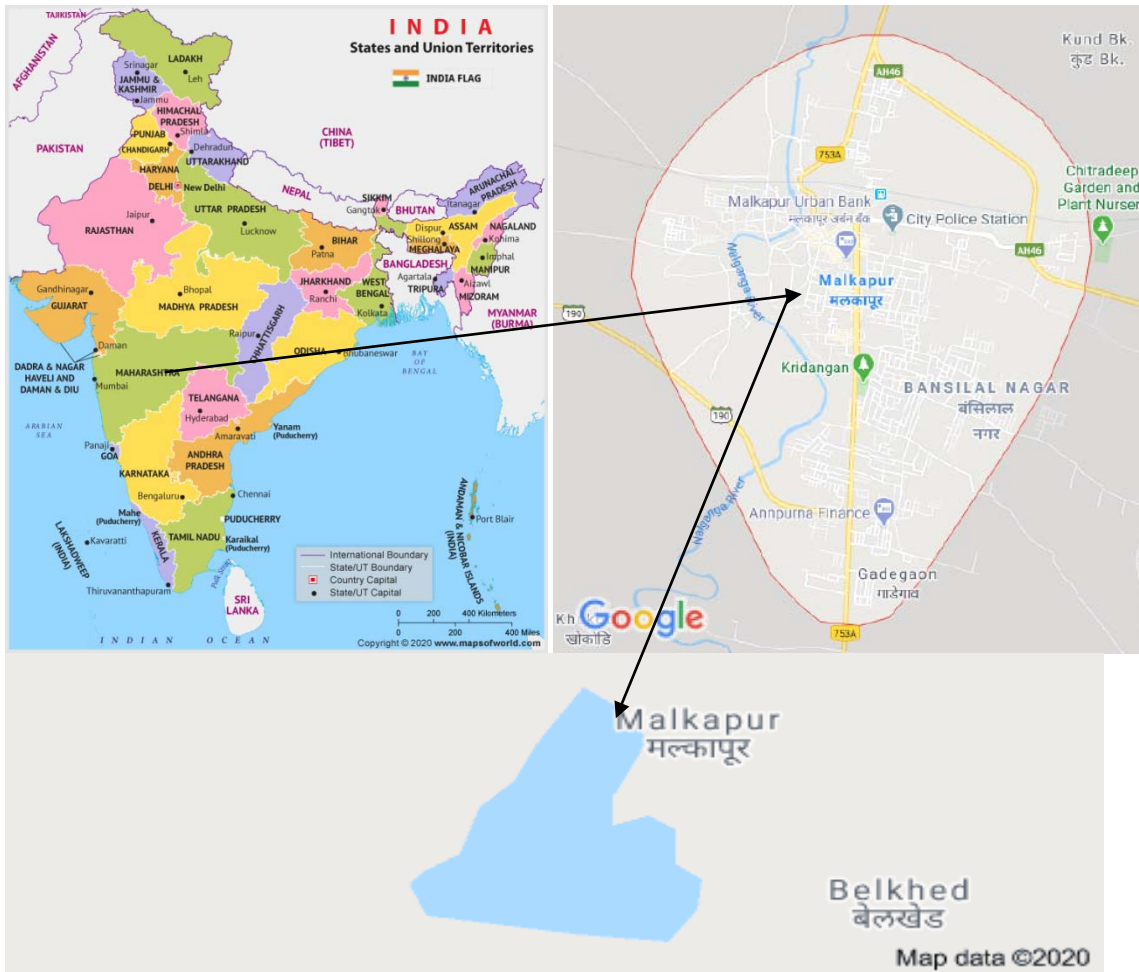 INDIA
States and Union Territories
INDIA FLAG
TAJIKISTAN
AFGHANISTAN
PAKISTAN
CHINA
(TIBET)
NEPAL
BHUTAN
BANGLADESH
MYANMAR
(BURMA)
SRI
LANKA
LADAKH
Leh
Srinagar
JAMMU &
KASHMIR
Jammu
HIMACHAL
PRADESH
Shimla
PUNJAB
CHANDIGARH
Dehradun
UTTARAKHAND
HARYANA
DELHI
New Delhi
UTTAR PRADESH
Lucknow
Jaipur
RAJASTHAN
SIKKIM
Gangtok
ARUNACHAL
PRADESH
Itanagar
Dispur
ASSAM
NAGALAND
Kohima
Shillong
MEGHALAYA
Imphal
MANIPUR
Agartala
TRIPURA
Aizawl
MIZORAM
BIHAR
Patna
JHARKHAND
Ranchi
WEST
BENGAL
Kolkata
Gandhinagar
GUJARAT
Bhopal
MADHYA PRADESH
Raipur
CHHATTISGARH
ODISHA
Bhubaneswar
BAY
OF
BENGAL
Daman
DADRA & NAGAR
HAVELI AND
DAMAN & DIU
MAHARASHTRA
Mumbai
TELANGANA
Hyderabad
Amaravati
Yanam
(Puducherry)
ARABIAN
SEA
Panaji
GOA
KARNATAKA
ANDHRA
PRADESH
Bengaluru
Chennai
Mahe
(Puducherry)
PUDUCHERRY
KERALA
TAMIL NADU
Karaikal
(Puducherry)
LAKSHADWEEP
(INDIA)
Kavaratti
Thiruvananthapuram
Palk Strait
ANDAMAN & NICOBAR ISLANDS
(INDIA)
Port Blair
INDIAN OCEAN
International Boundary
State/UT Boundary
Country Capital
State/UT Capital
0 200 400 Kilometers
0 200 400 Miles
Copyright © 2020 www.mapsofworld.com
Kund Bk.
कुंड Bk.
AH46
753A
Chitradeep
Garden and
Plant Nurser
Malkapur Urban Bank
मलकापूर अर्बन बँक
City Police Station
AH46
Malkapur
मलकापूर
Nalganga River
190
Kridangan
BANSILAL NAGAR
बंसिलाल
नगर
190
Nalganga River
Annpurna Finance
Gadegaon
गाडेगाव
Google
खोकोडि
753A
Malkapur
मल्कापूर
Belkhed
बेलखेड
Map data ©2020